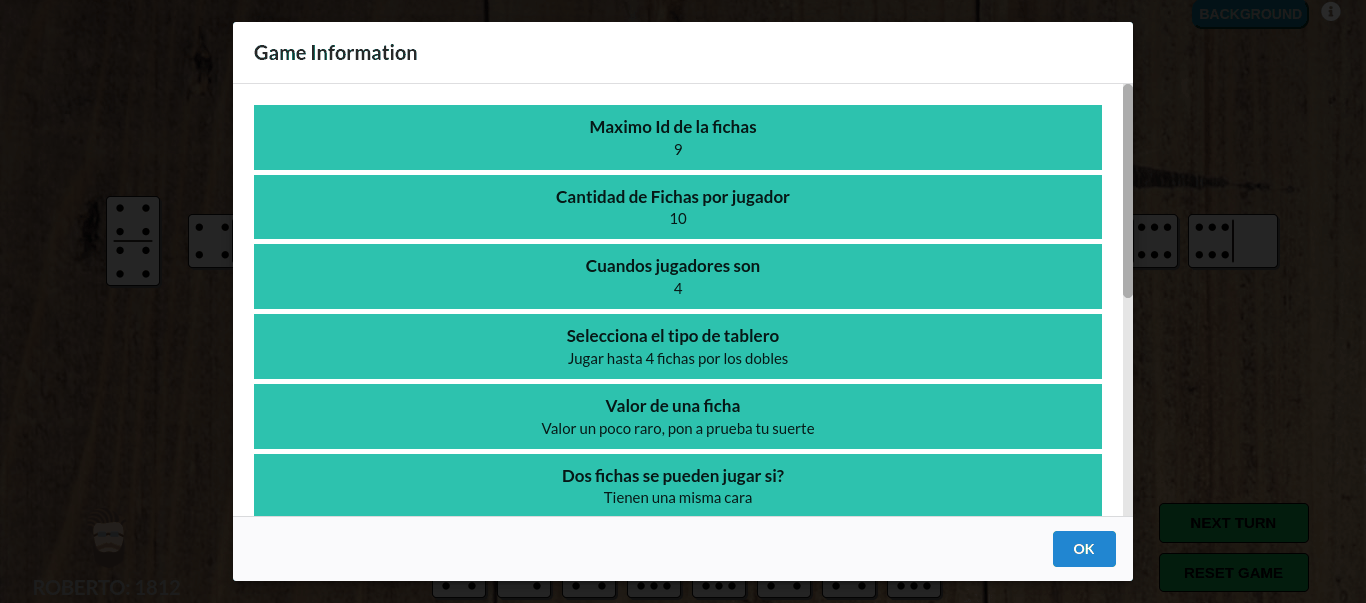 BACKGROUND
Game Information
Maximo Id de la fichas
9
Cantidad de Fichas por jugador
10
Cuandos jugadores son
4
Selecciona el tipo de tablero
Jugar hasta 4 fichas por los dobles
Valor de una ficha
Valor un poco raro, pon a prueba tu suerte
Dos fichas se pueden jugar si?
Tienen una misma cara
OK
NEXT TURN
RESET GAME
ROBERTO: 1812